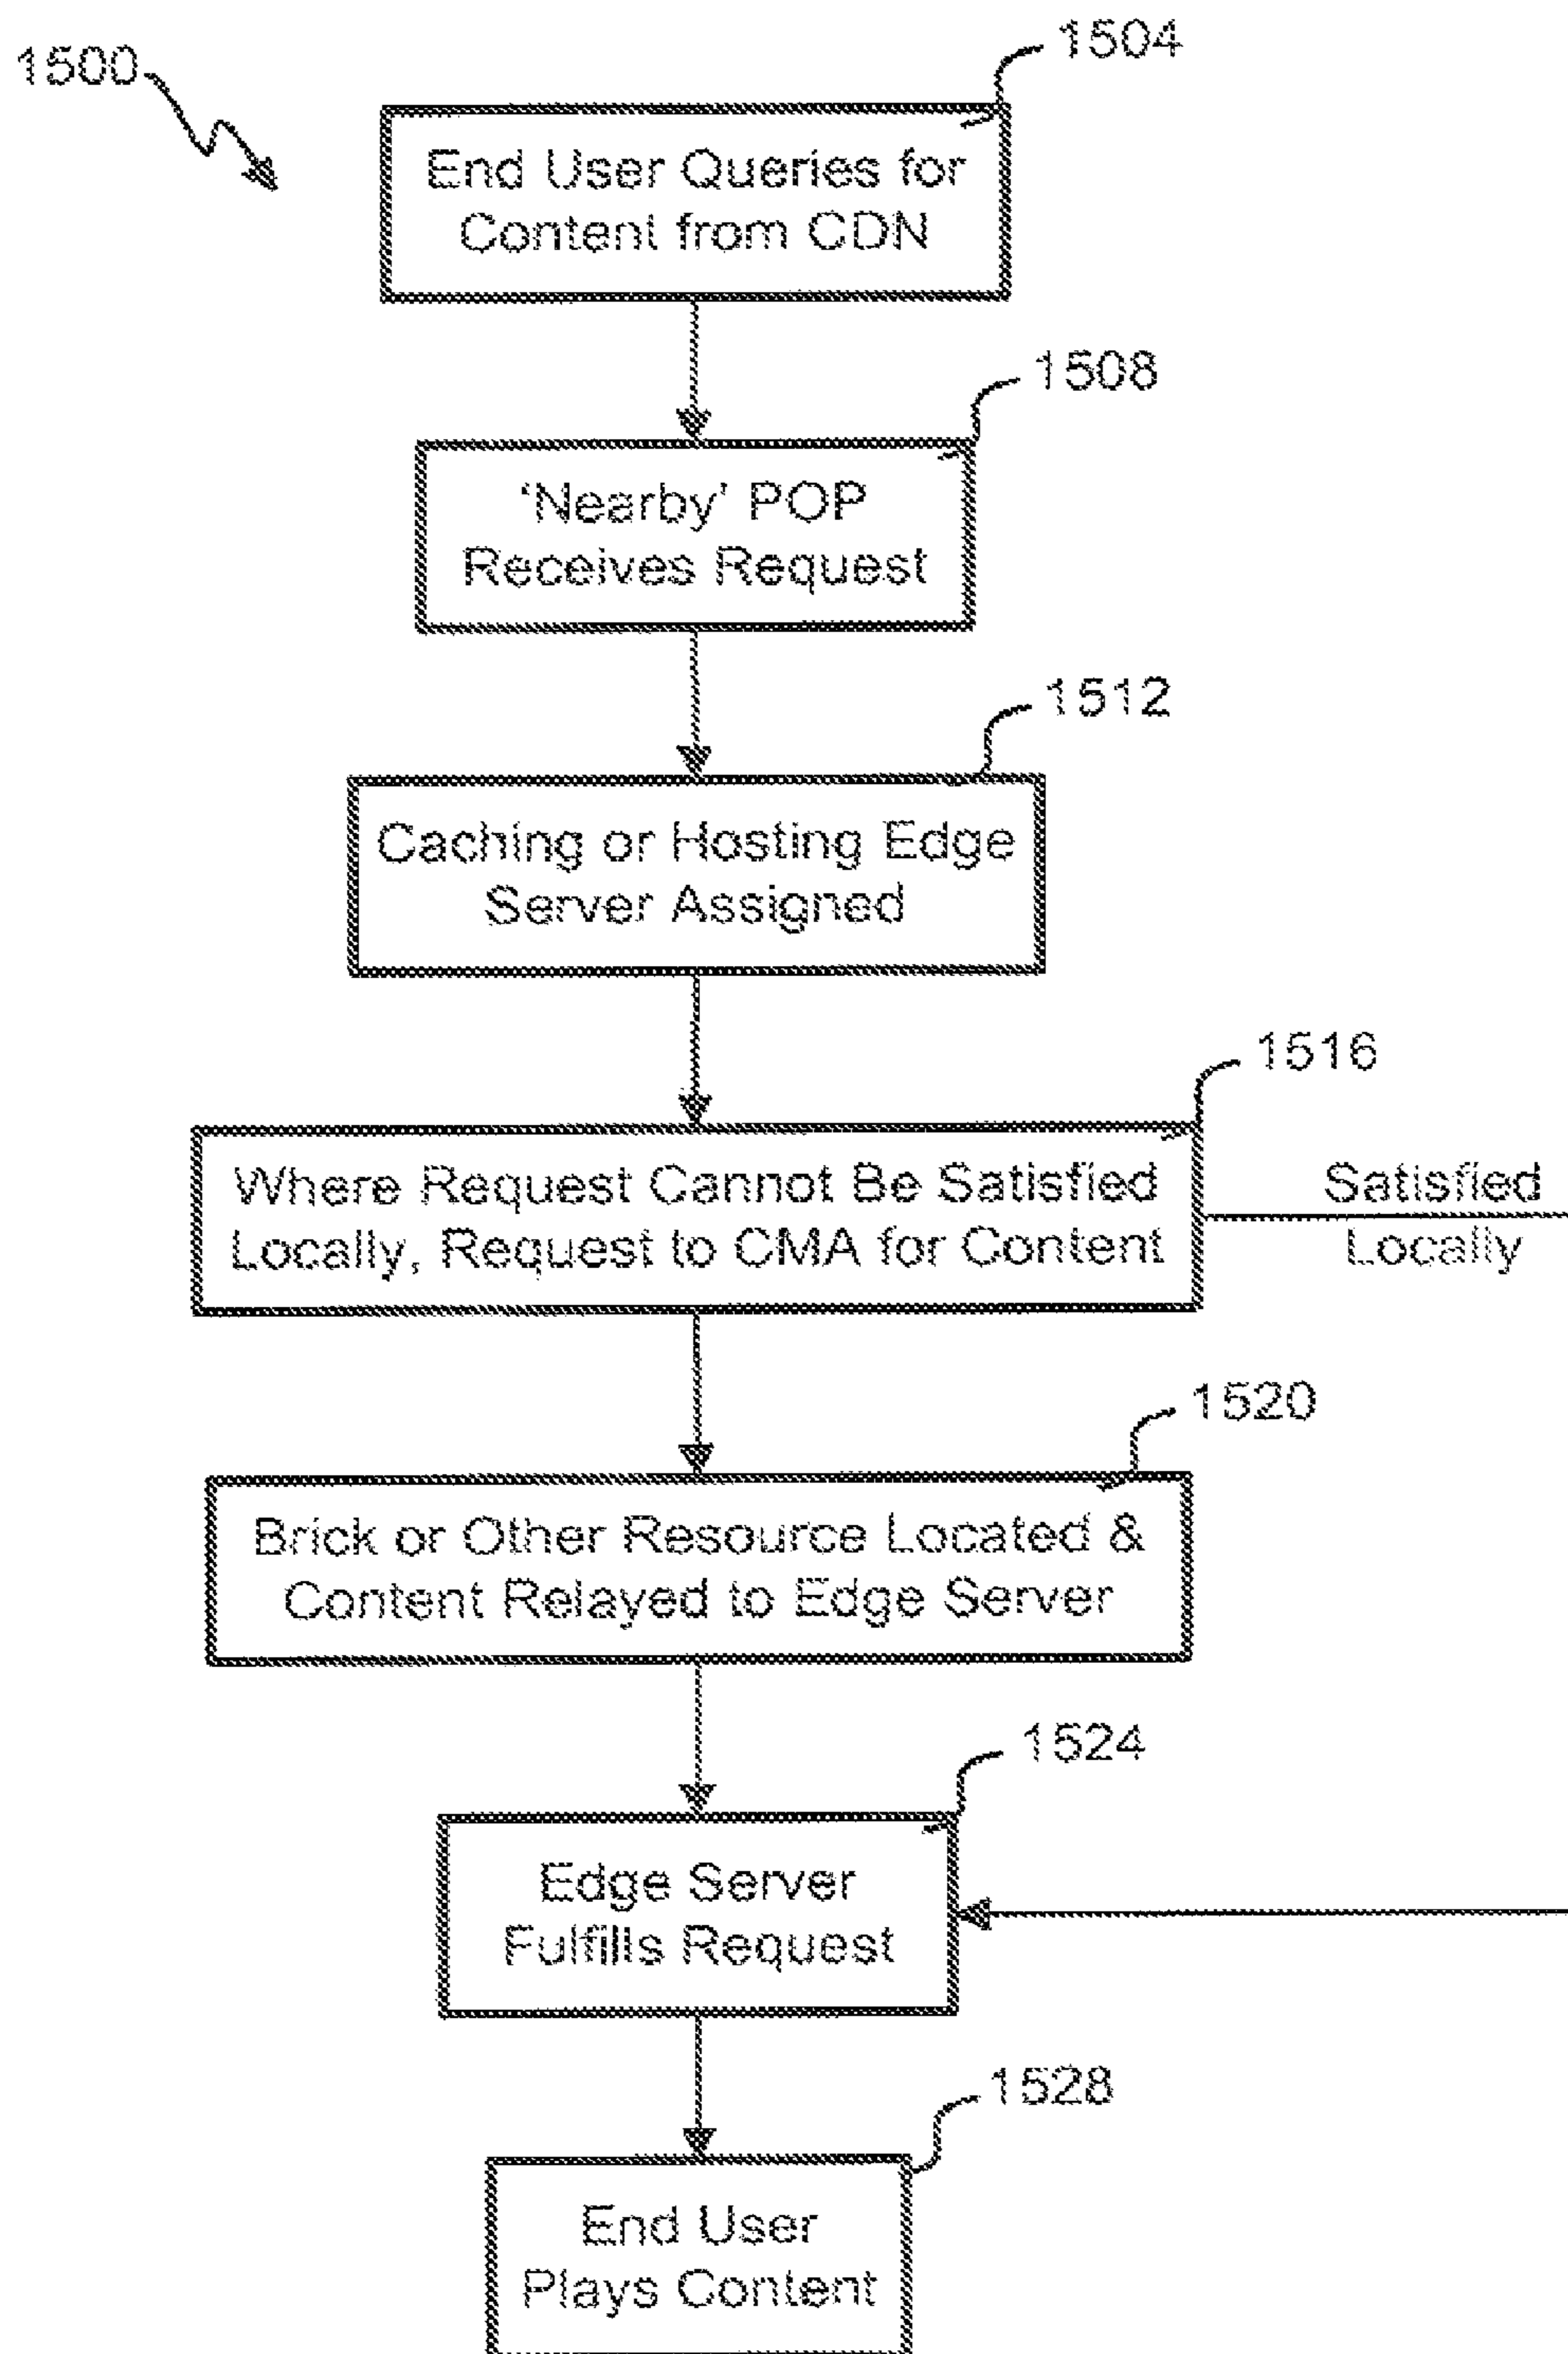 1500
1504
End User Queries for
Content from CDN
1508
‘Nearby’ POP
Receives Request
1512
Caching or Hosting Edge
Server Assigned
1516
Where Request Cannot Be Satisfied
Locally, Request to CMA for Content
Satisfied
Locally
1520
Brick or Other Resource Located &
Content Relayed to Edge Server
1524
Edge Server
Fulfills Request
1528
End User
Plays Content